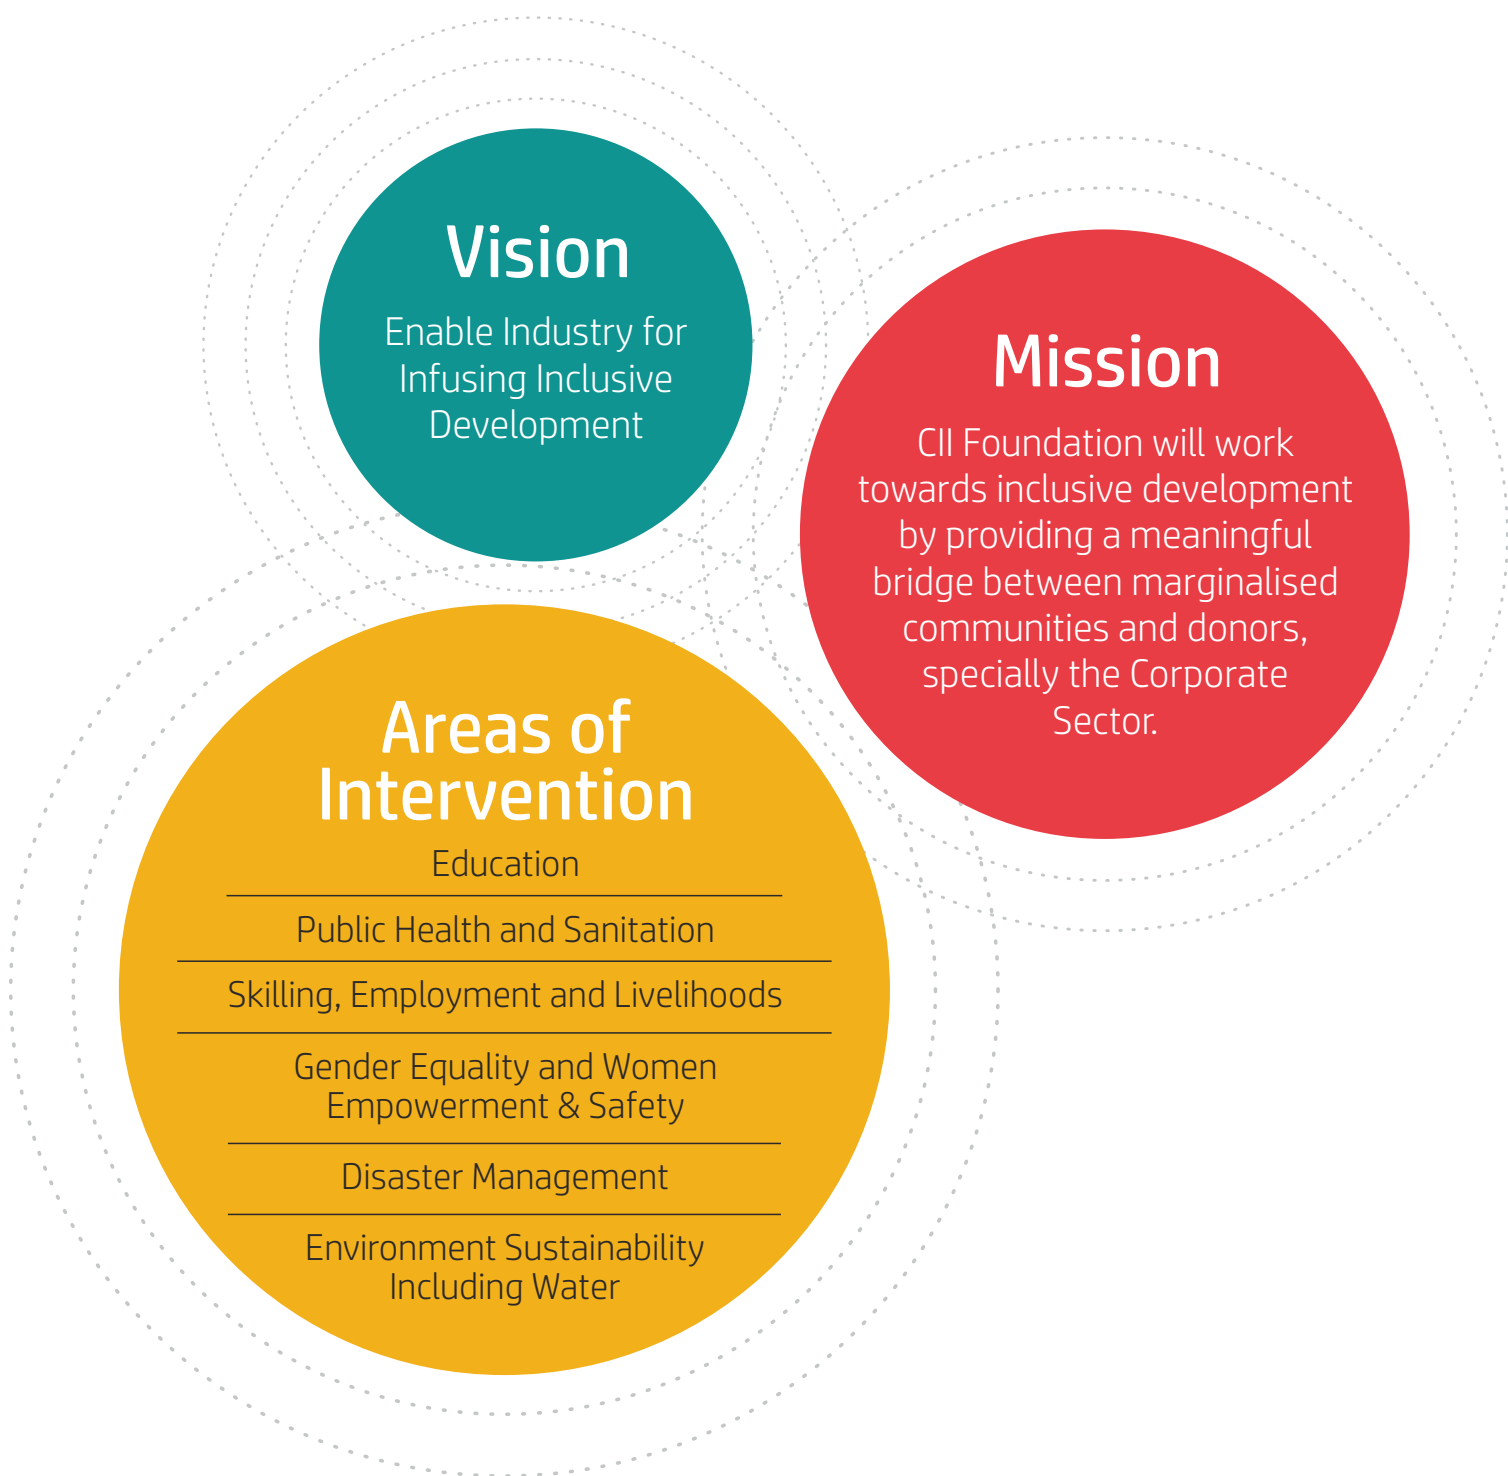 Vision
Enable Industry for
Infusing Inclusive
Development
Mission
CII Foundation will work
towards inclusive development
by providing a meaningful
bridge between marginalised
communities and donors,
specially the Corporate
Sector.
Areas of
Intervention
Education
Public Health and Sanitation
Skilling, Employment and Livelihoods
Gender Equality and Women
Empowerment & Safety
Disaster Management
Environment Sustainability
Including Water